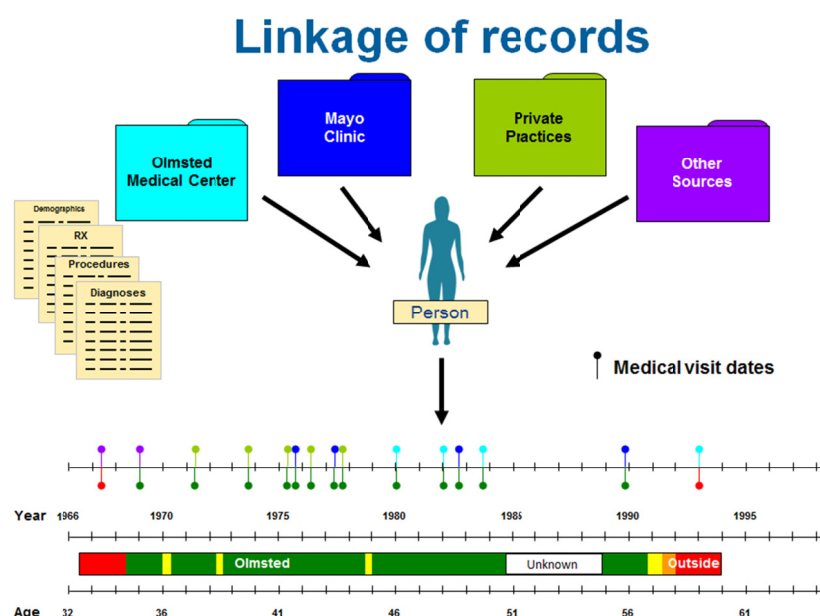 Linkage of records
Olmsted
Medical Center
Mayo
Clinic
Private
Practices
Other
Sources
Demographics
RX
Procedures
Diagnoses
Person
Medical visit dates
Year 1966 1970 1975 1980 1985 1990 1995
Olmsted Unknown Outside
Age 32 36 41 46 51 56 61